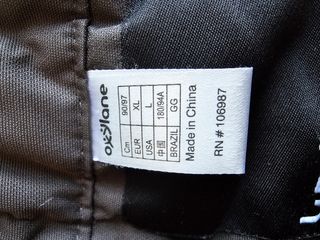 oxylane
Cm 90/97
EUR XL
USA L
中国 180/94A
BRAZIL GG
Made in China
RN # 106987